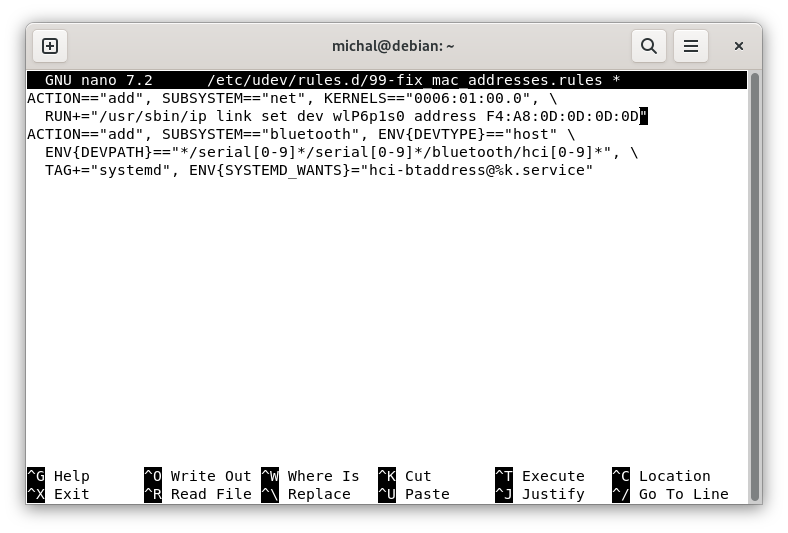 michal@debian: ~
GNU nano 7.2 /etc/udev/rules.d/99-fix_mac_addresses.rules *
ACTION=="add", SUBSYSTEM=="net", KERNELS=="0006:01:00.0", \
RUN+="/usr/sbin/ip link set dev wlP6p1s0 address F4:A8:0D:0D:0D:0D"
ACTION=="add", SUBSYSTEM=="bluetooth", ENV{DEVTYPE}=="host" \
ENV{DEVPATH}=="*/serial[0-9]*/serial[0-9]*/bluetooth/hci[0-9]*", \
TAG+="systemd", ENV{SYSTEMD_WANTS}="hci-btaddress@%k.service"
^G Help ^O Write Out ^W Where Is ^K Cut ^T Execute ^C Location
^X Exit ^R Read File ^\ Replace ^U Paste ^J Justify ^/ Go To Line